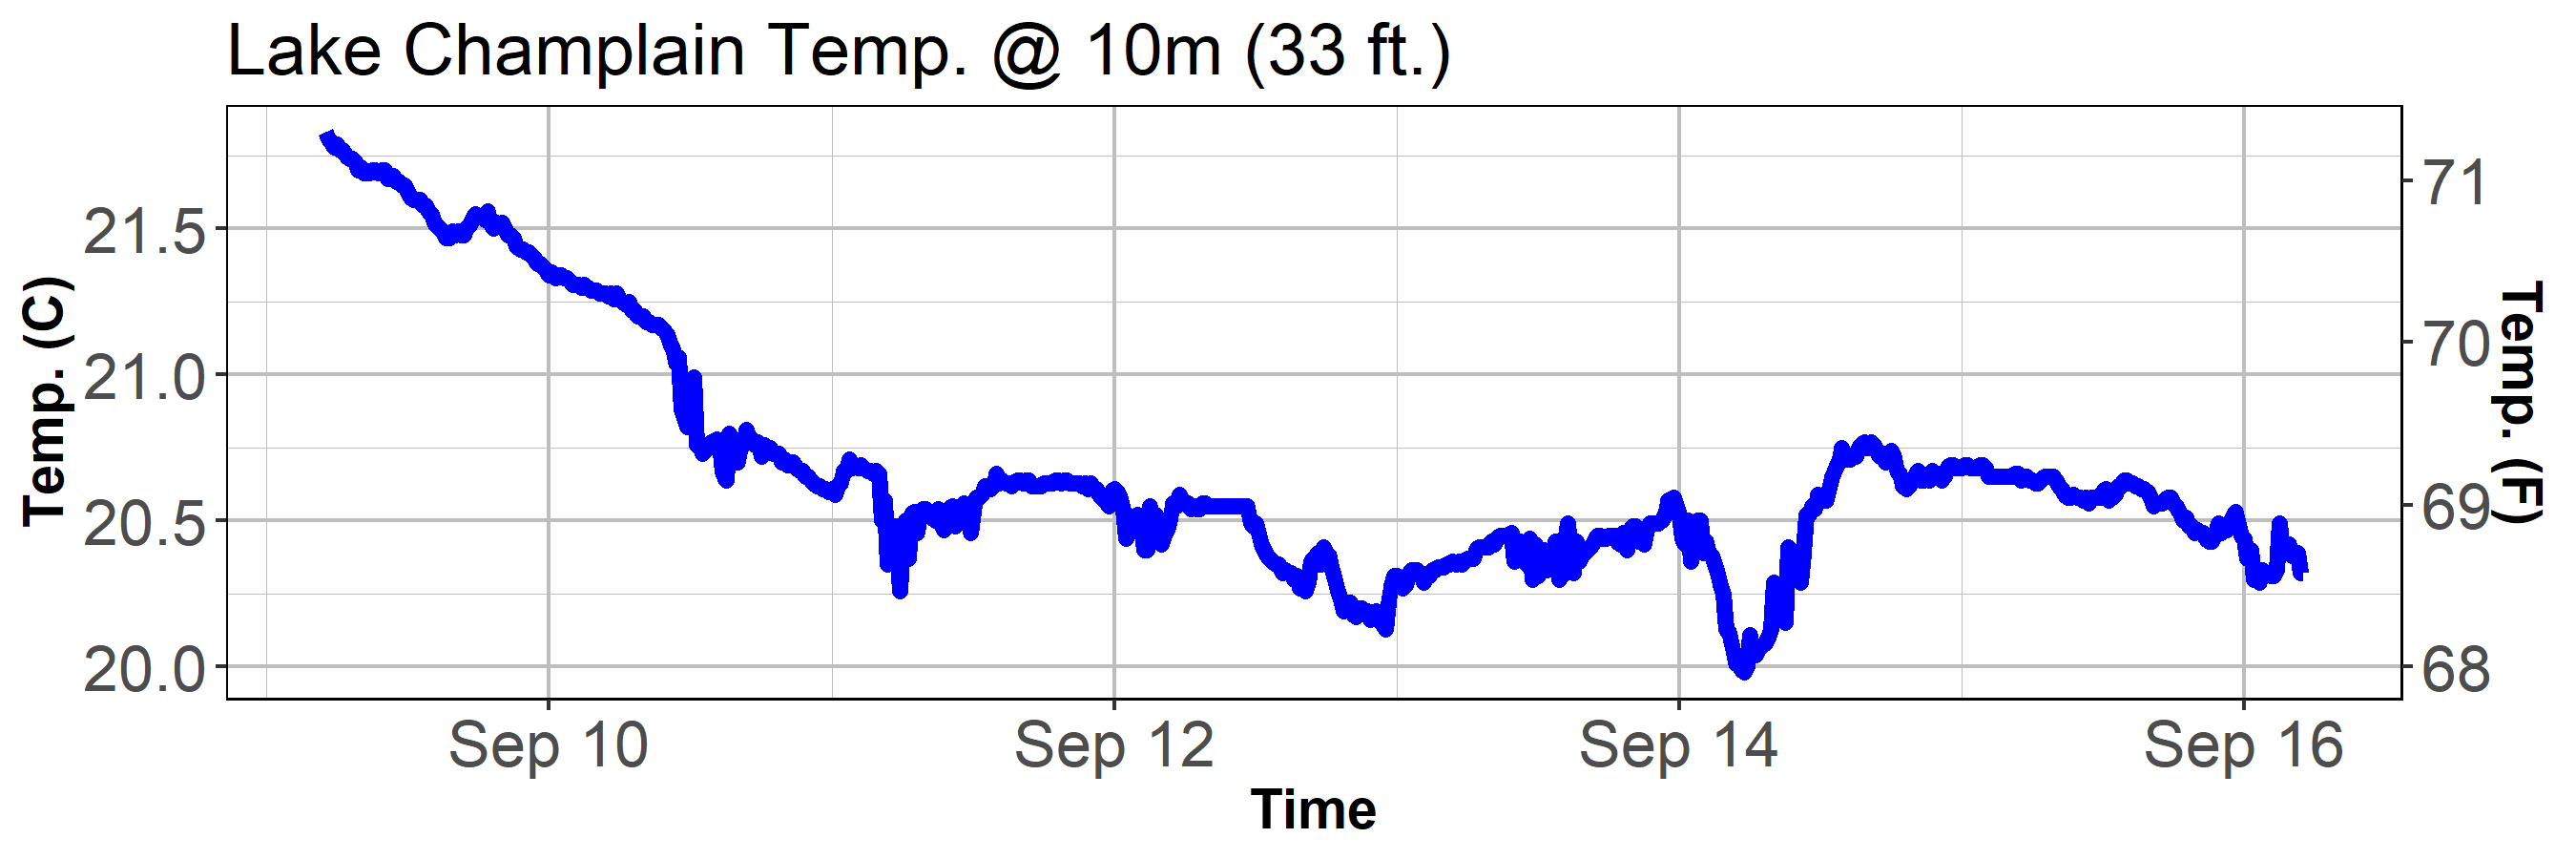 Lake Champlain Temp. @ 10m (33 ft.)
Temp. (C)
21.5
21.0
20.5
20.0
71
70
69
68
Temp. (F)
Sep 10 Sep 12 Sep 14 Sep 16
Time